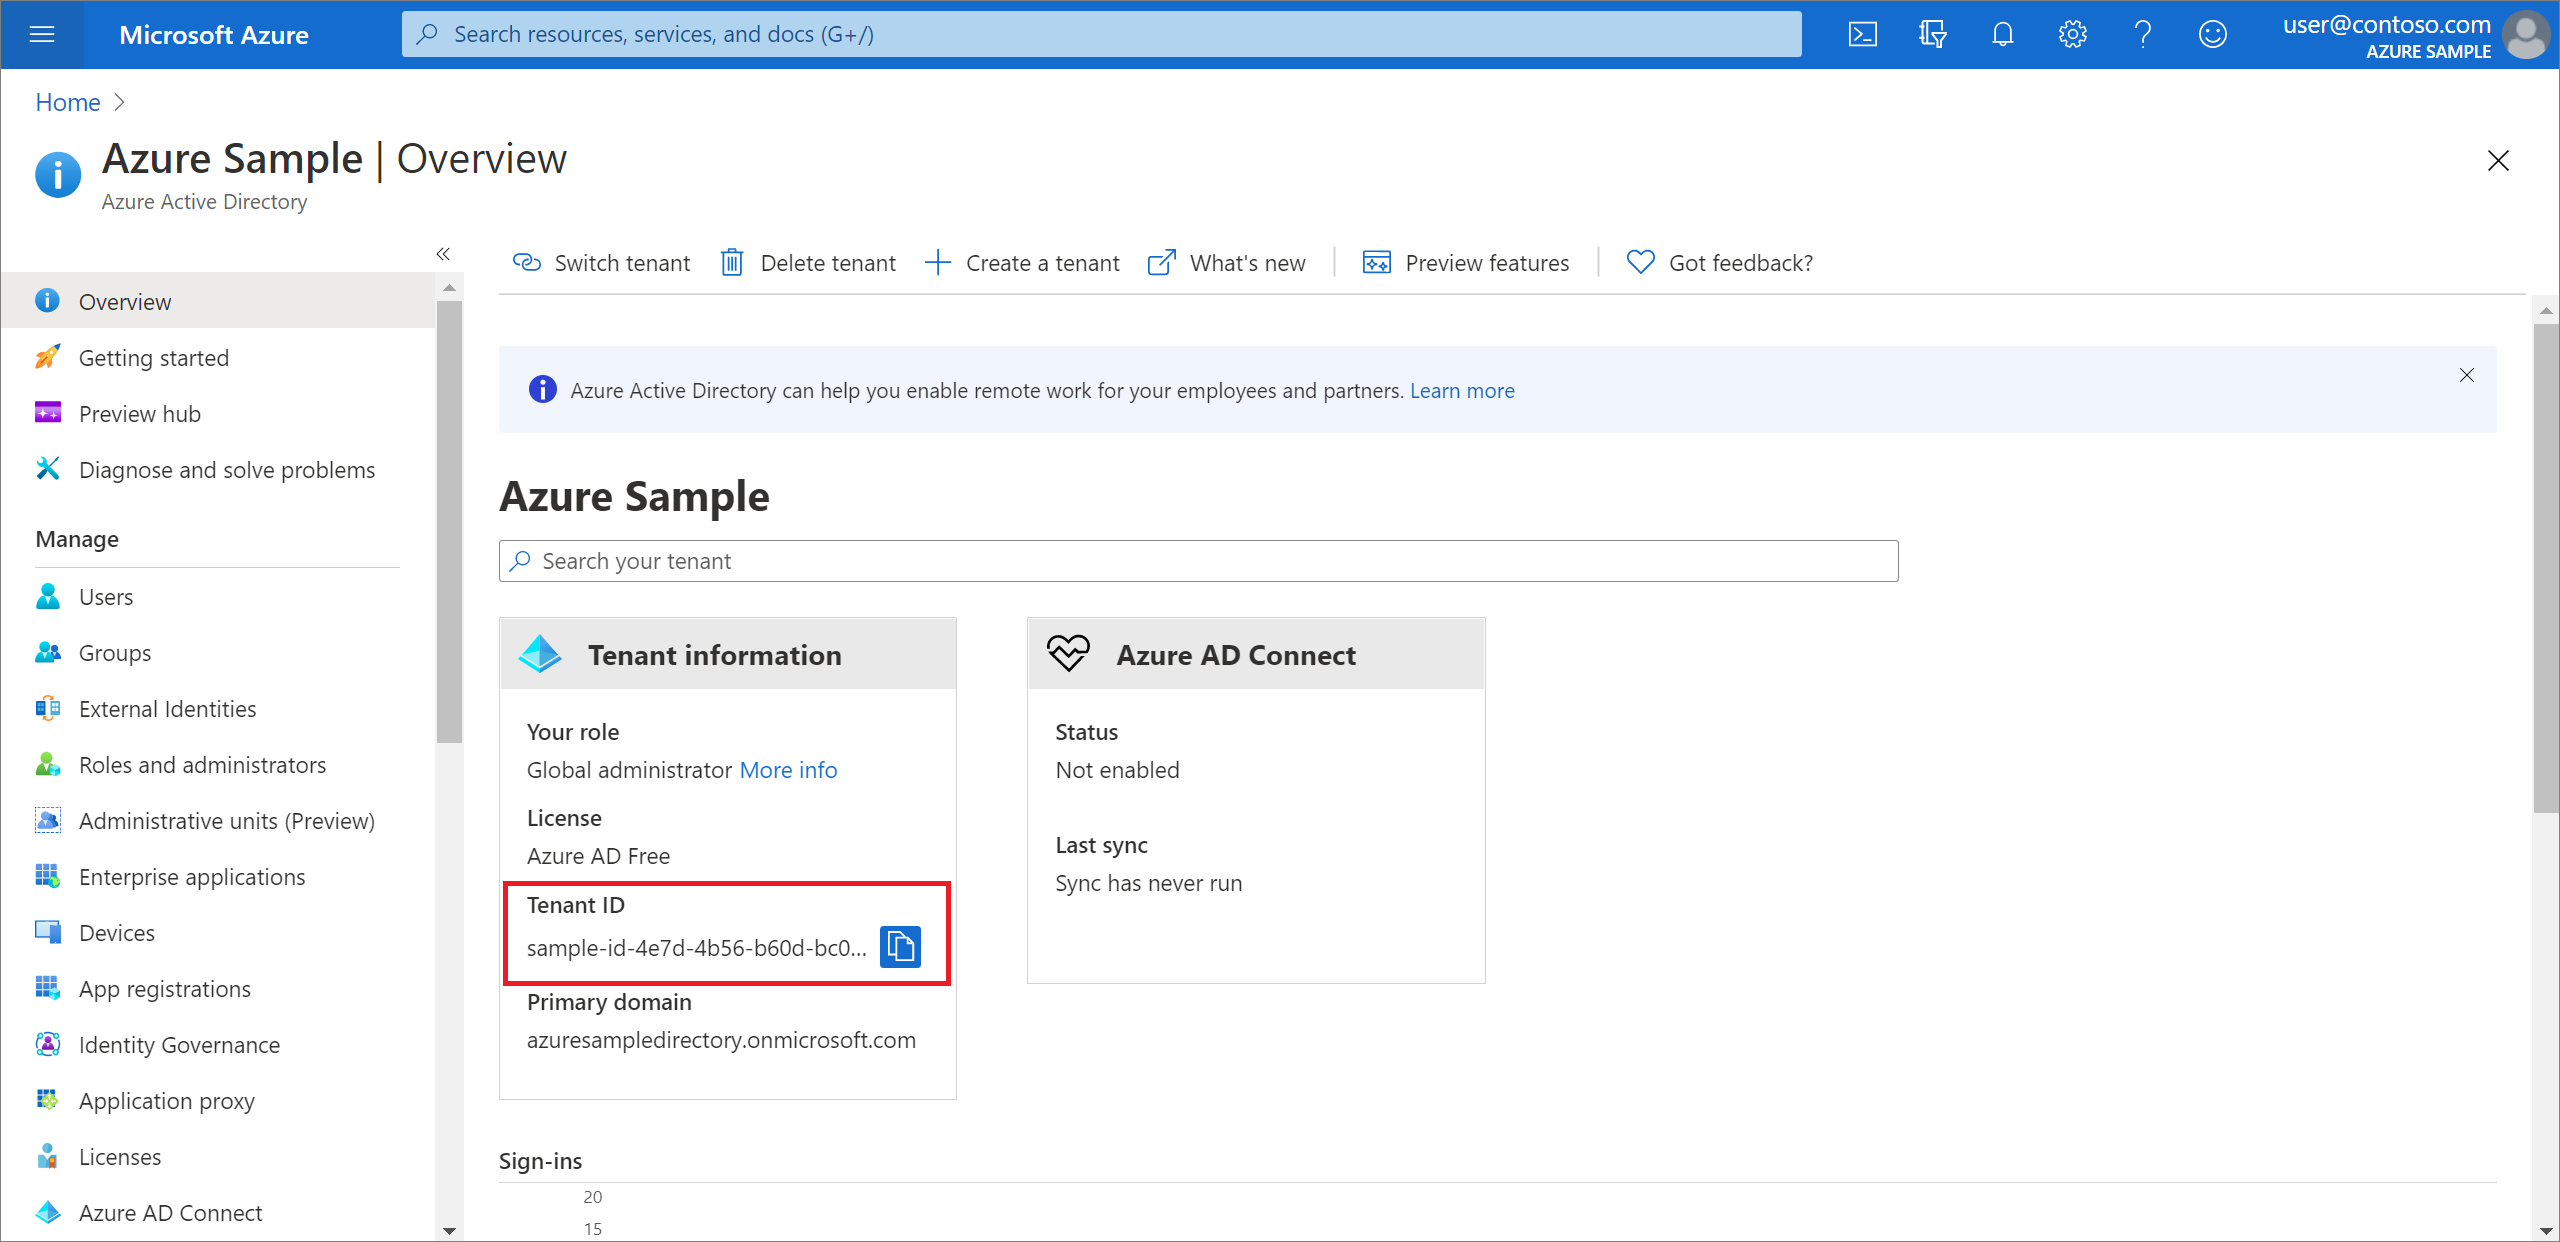 Microsoft Azure
Search resources, services, and docs (G+/)
user@contoso.com
AZURE SAMPLE
Home
Azure Sample | Overview
Azure Active Directory
Overview
Getting started
Preview hub
Diagnose and solve problems
Manage
Users
Groups
External Identities
Roles and administrators
Administrative units (Preview)
Enterprise applications
Devices
App registrations
Identity Governance
Application proxy
Licenses
Azure AD Connect
Switch tenant
Delete tenant
Create a tenant
What's new
Preview features
Got feedback?
Azure Active Directory can help you enable remote work for your employees and partners. Learn more
Azure Sample
Search your tenant
Tenant information
Your role
Global administrator More info
License
Azure AD Free
Tenant ID
sample-id-4e7d-4b56-b60d-bc0...
Primary domain
azuresampledirectory.onmicrosoft.com
Azure AD Connect
Status
Not enabled
Last sync
Sync has never run
Sign-ins
20
15